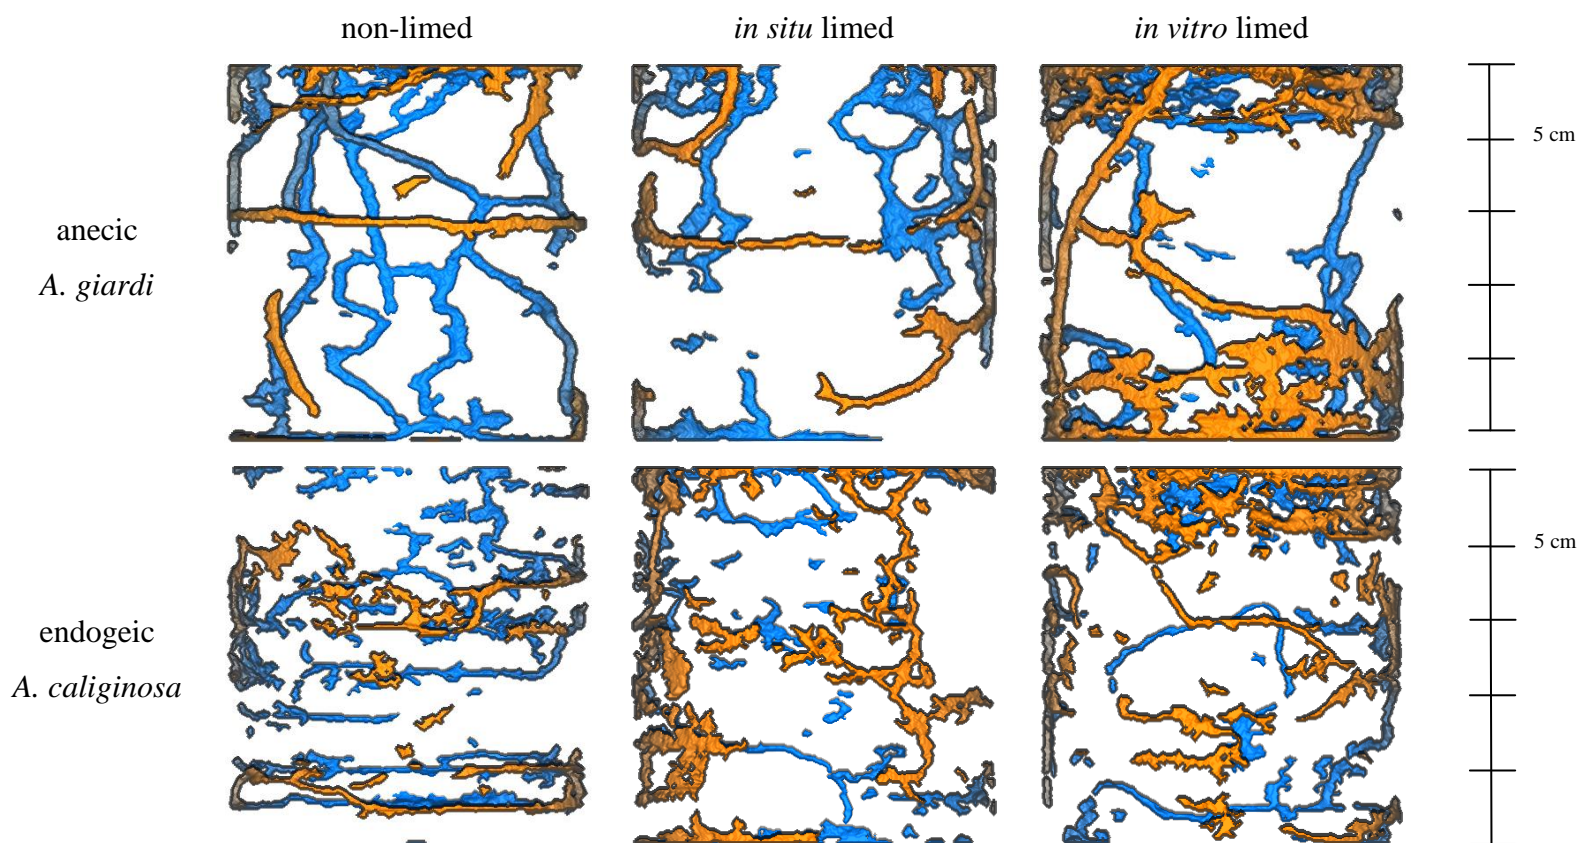 non-limed
in situ limed
in vitro limed
5 cm
anecic
A. giardi
5 cm
endogeic
A. caliginosa